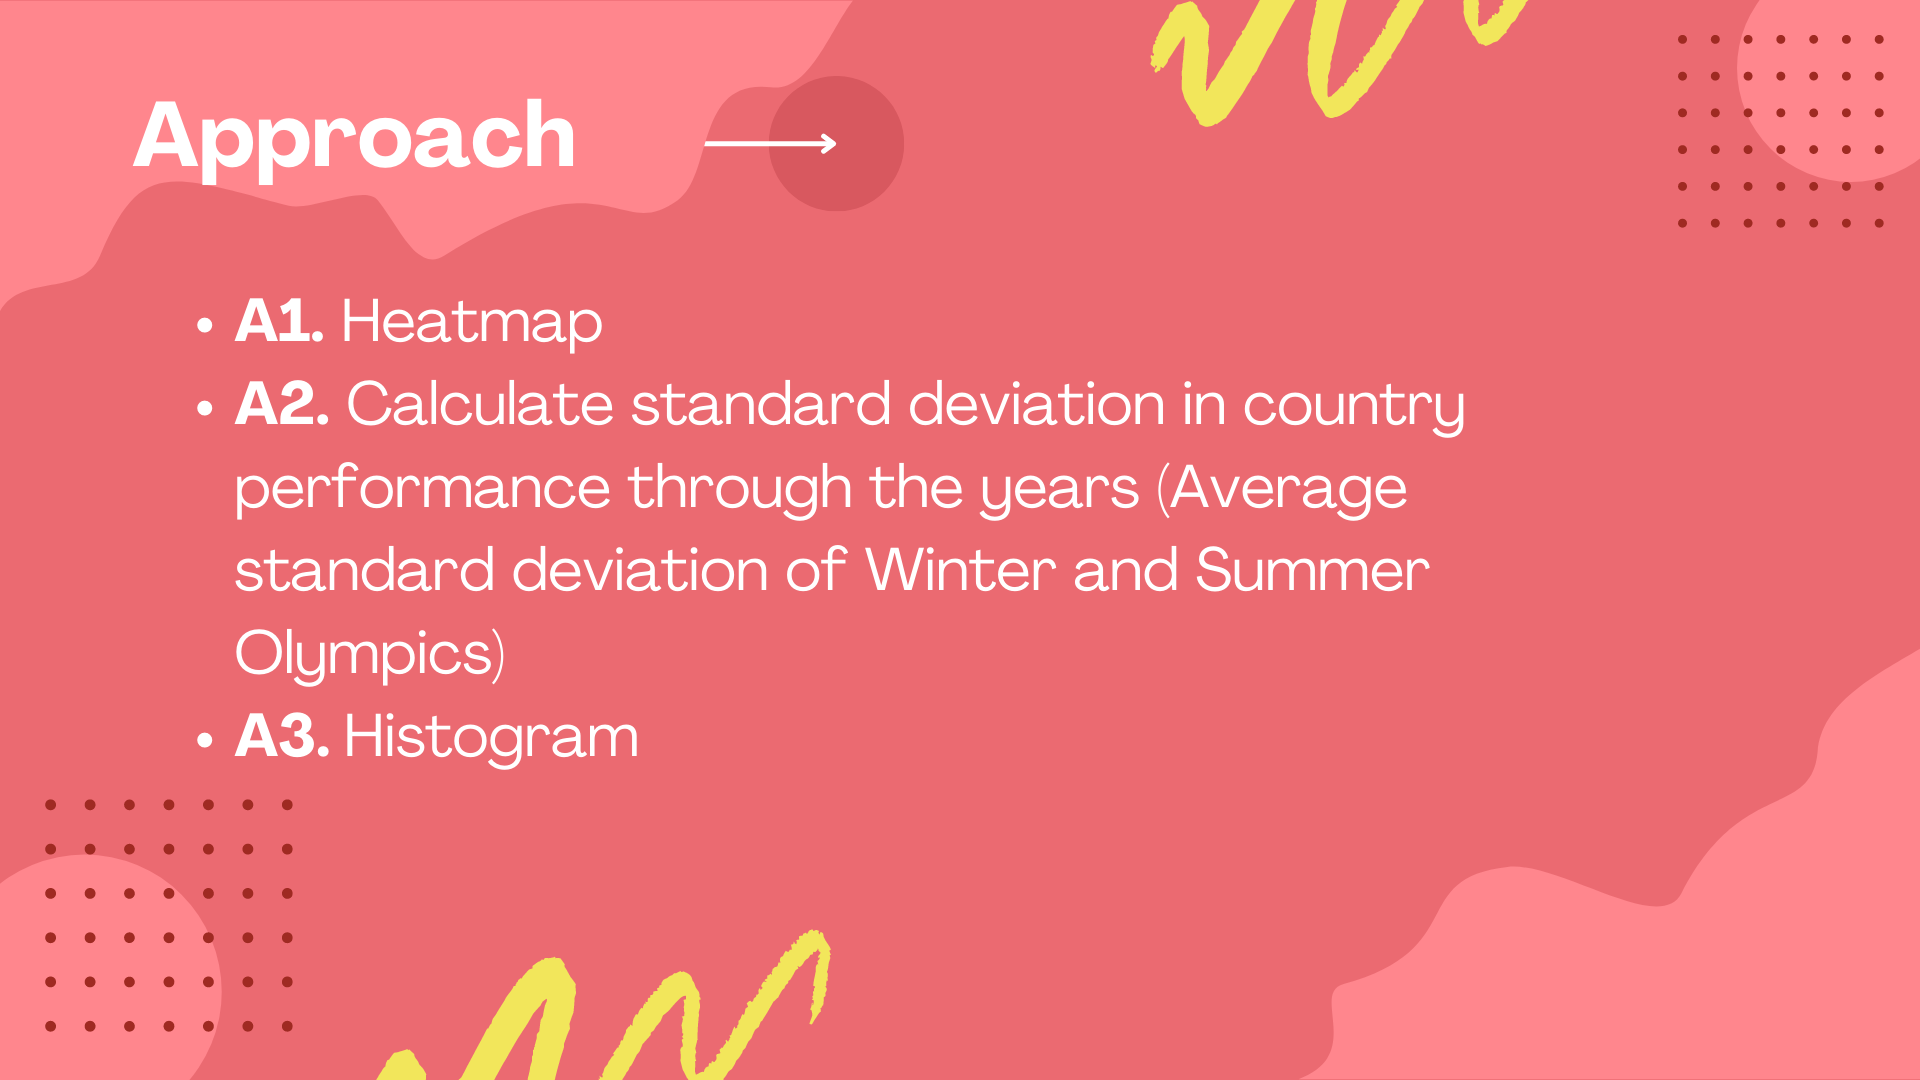 Approach
• A1. Heatmap
• A2. Calculate standard deviation in country
performance through the years (Average
standard deviation of Winter and Summer
Olympics)
• A3. Histogram